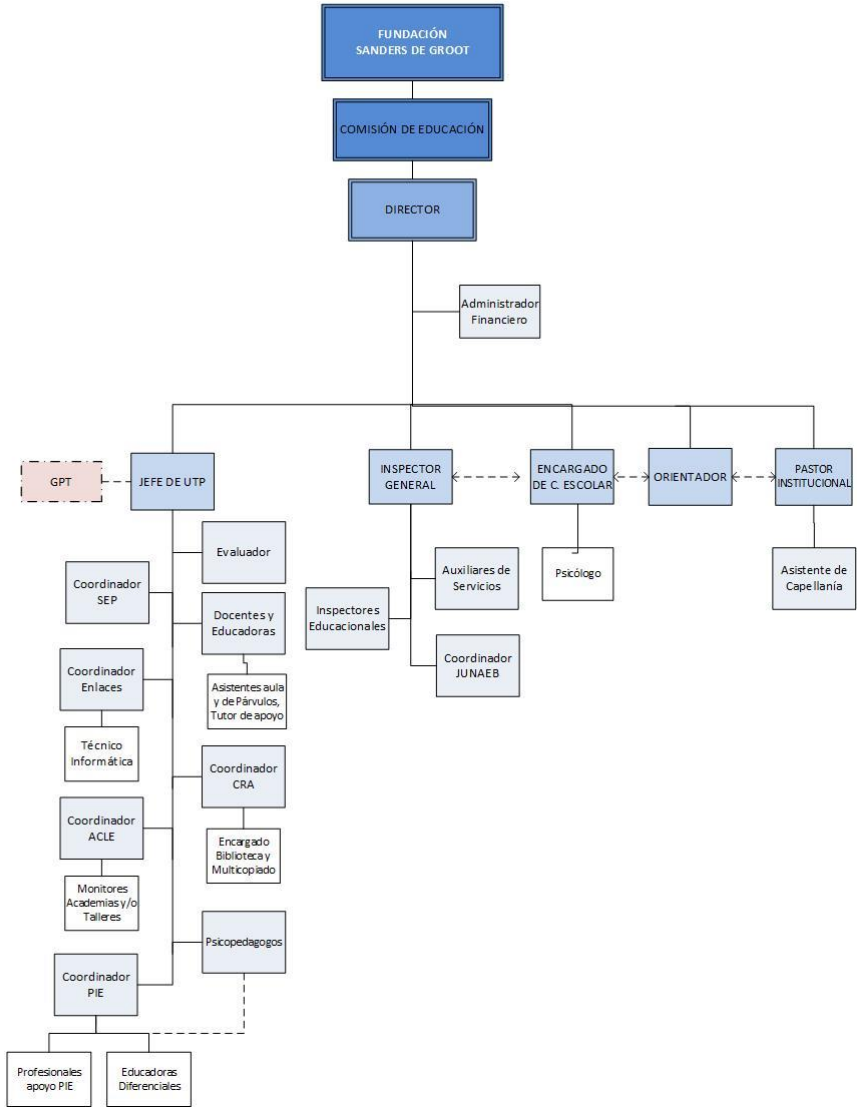 FUNDACIÓN
SANDERS DE GROOT
COMISIÓN DE EDUCACIÓN
DIRECTOR
Administrador
Financiero
GPT
JEFE DE UTP
INSPECTOR
GENERAL
ENCARGADO
DE C. ESCOLAR
ORIENTADOR
PASTOR
INSTITUCIONAL
Evaluador
Coordinador
SEP
Docentes y
Educadoras
Asistentes aula
y de Párvulos,
Tutor de apoyo
Coordinador
Enlaces
Técnico
Informática
Coordinador
CRA
Encargado
Biblioteca y
Multicopiado
Coordinador
ACLE
Monitores
Academias y/o
Talleres
Psicopedagogos
Coordinador
PIE
Profesionales
apoyo PIE
Educadoras
Diferenciales
Auxiliares de
Servicios
Inspectores
Educacionales
Coordinador
JUNAEB
Psicólogo
Asistente de
Capellanía